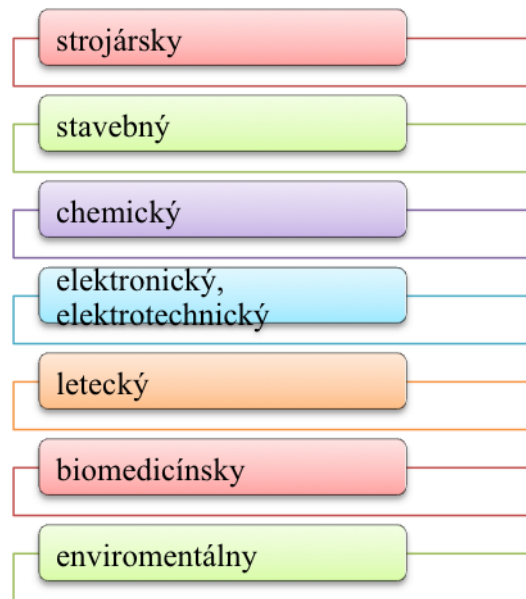 strojársky
stavebný
chemický
elektronický,
elektrotechnický
letecký
biomedicínsky
enviromentálny